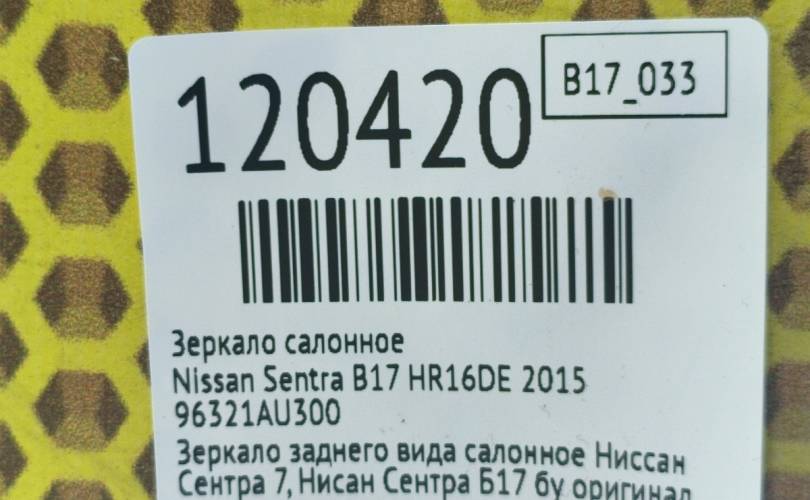 120420
B17_033
Зеркало салонное
Nissan Sentra B17 HR16DE 2015
96321AU300
Зеркало заднего вида салонное Ниссан
Сентра 7, Нисан Сентра Б17 бу оригинал